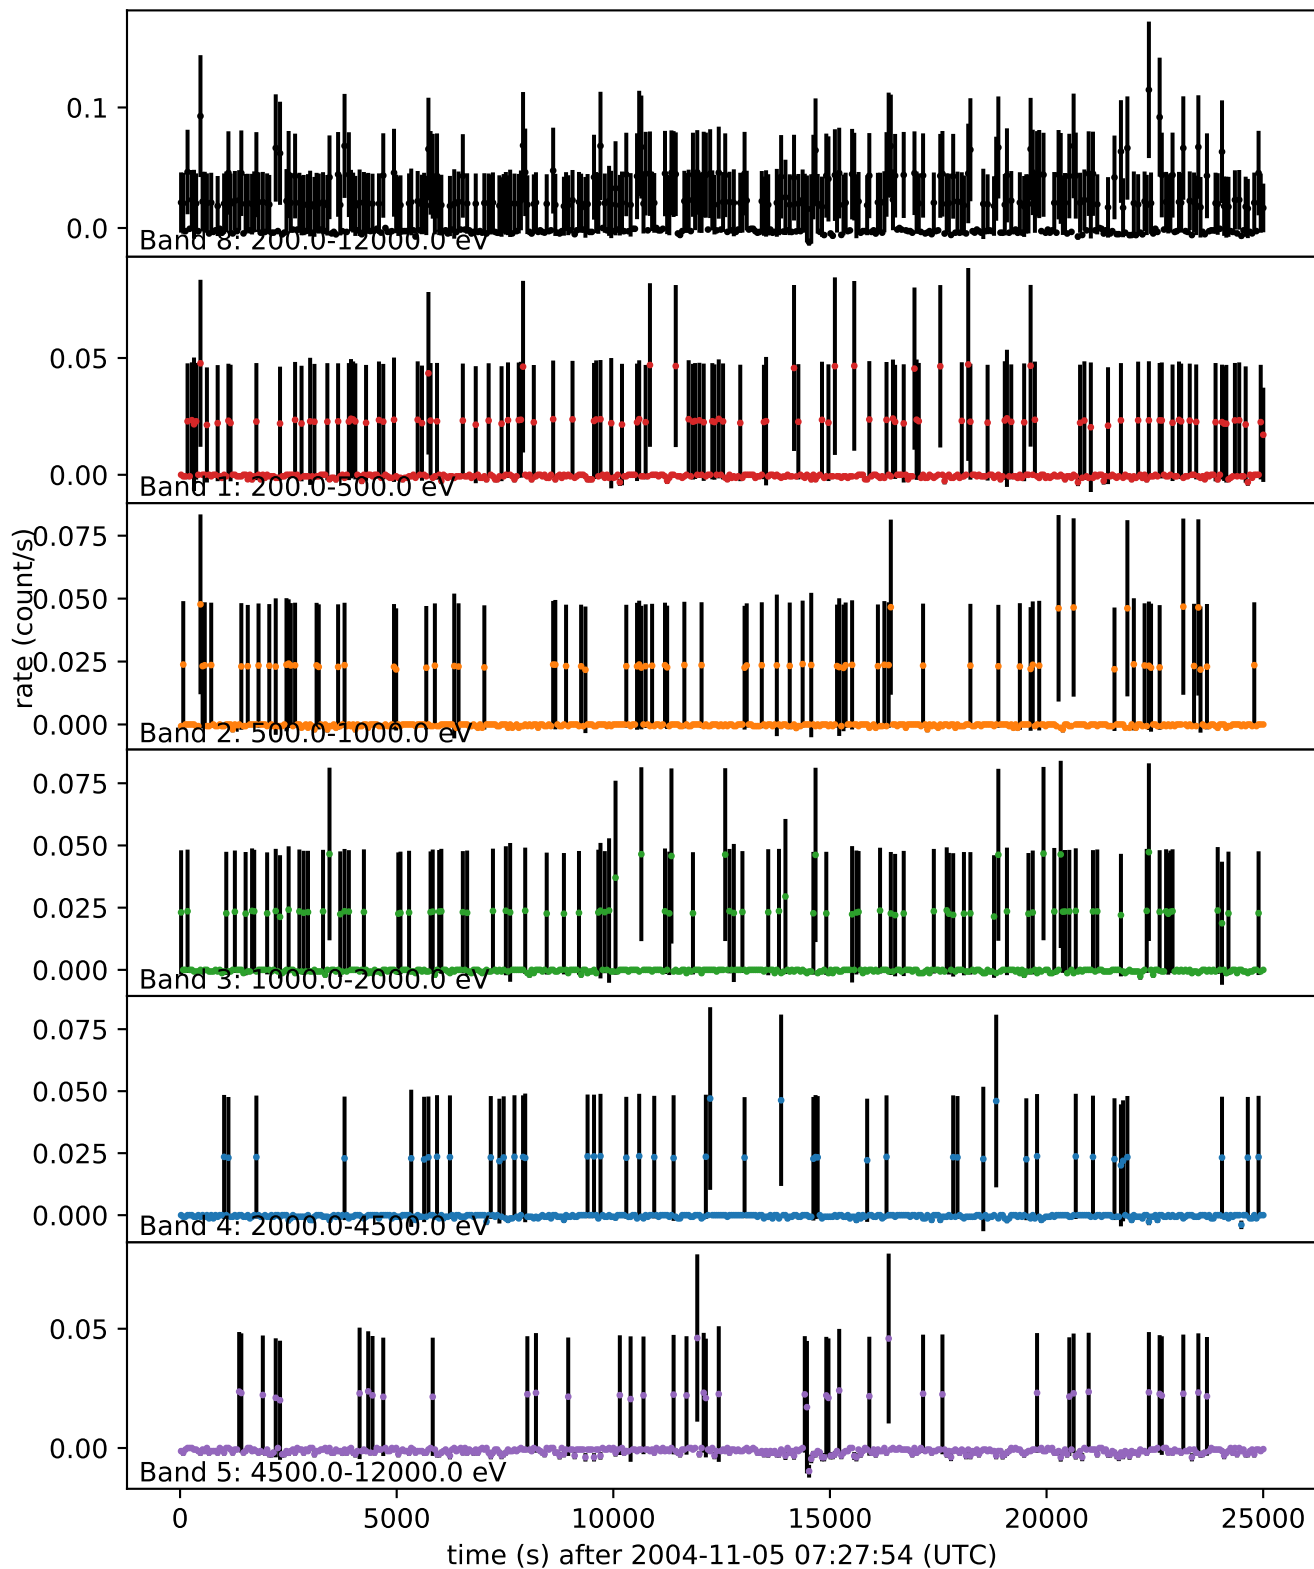 0.1
0.0
Band 8: 200.0-12000.0 eV
0.05
0.00
Band 1: 200.0-500.0 eV
rate (count/s)
0.075
0.050
0.025
0.000
Band 2: 500.0-1000.0 eV
0.075
0.050
0.025
0.000
Band 3: 1000.0-2000.0 eV
0.075
0.050
0.025
0.000
Band 4: 2000.0-4500.0 eV
0.05
0.00
Band 5: 4500.0-12000.0 eV
0 5000 10000 15000 20000 25000
time (s) after 2004-11-05 07:27:54 (UTC)